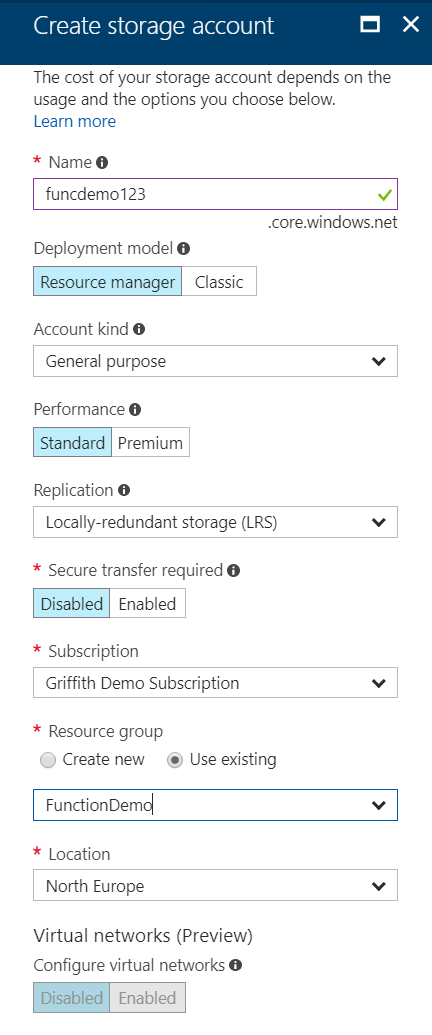 Create storage account
The cost of your storage account depends on the
usage and the options you choose below.
Learn more
* Name
funcdemo123
.core.windows.net
Deployment model
Resource manager Classic
Account kind
General purpose
Performance
Standard Premium
Replication
Locally-redundant storage (LRS)
* Secure transfer required
Disabled Enabled
* Subscription
Griffith Demo Subscription
* Resource group
Create new Use existing
FunctionDemo
* Location
North Europe
Virtual networks (Preview)
Configure virtual networks
Disabled Enabled